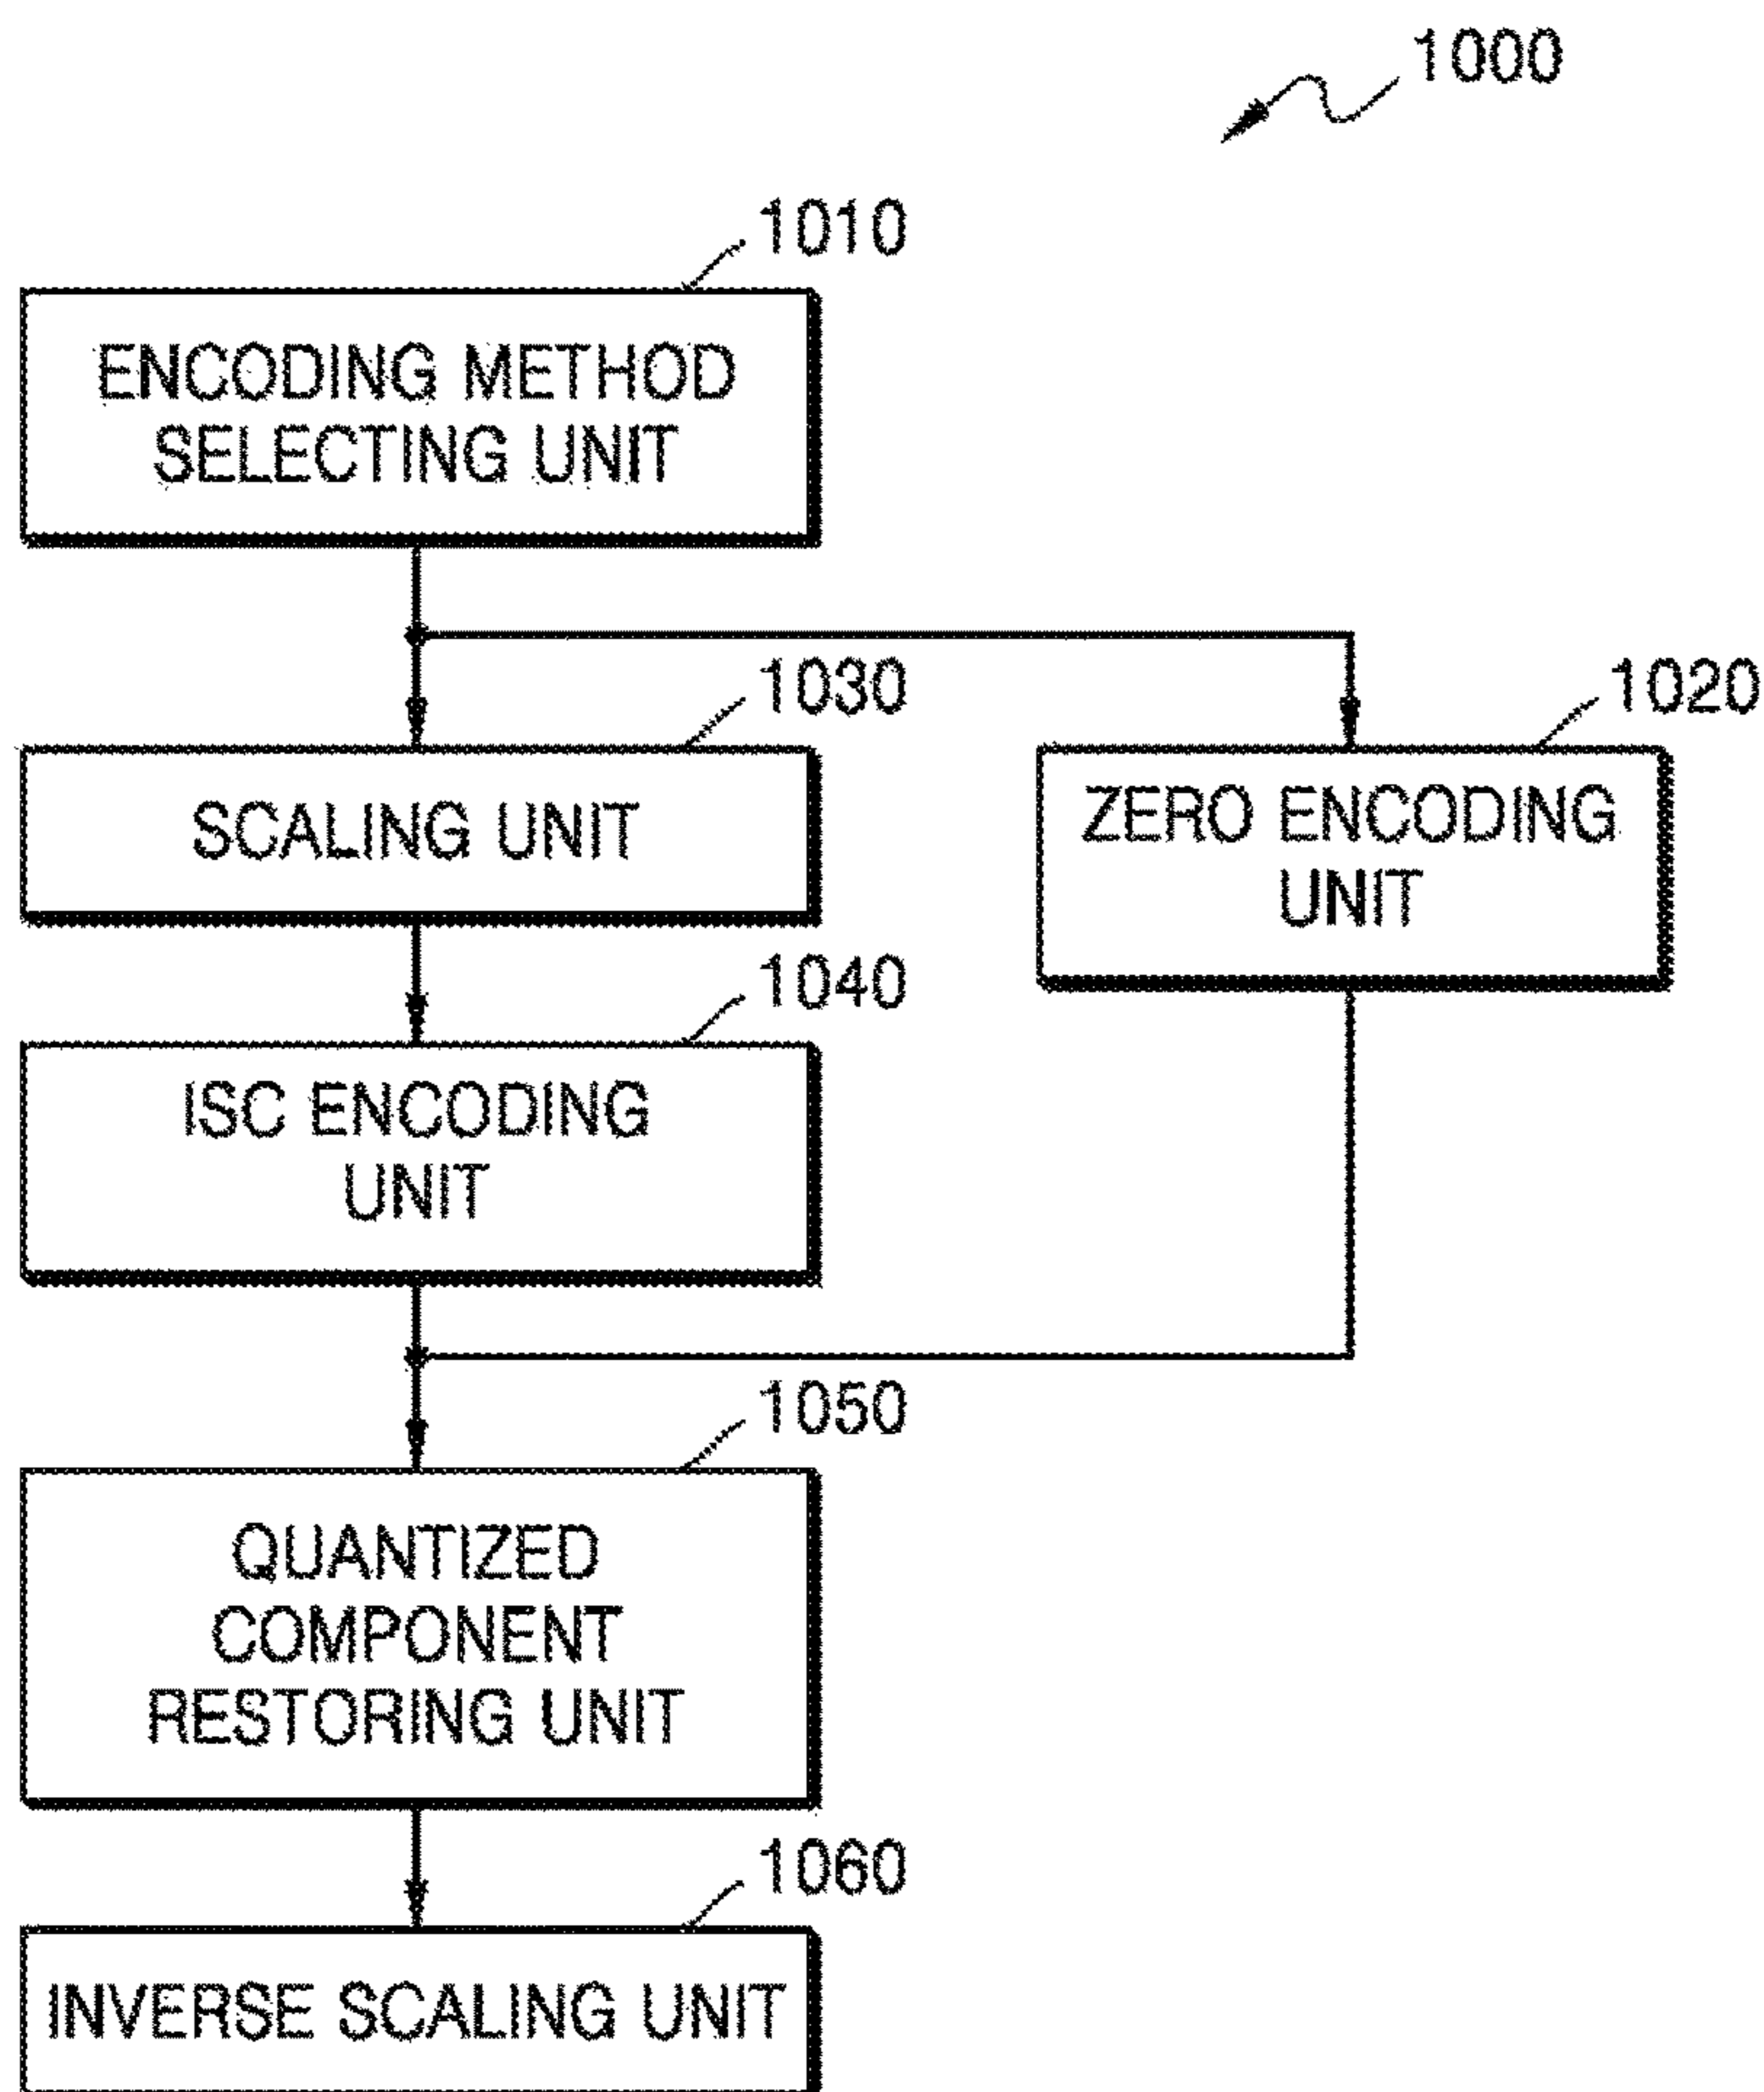 1000
1010
ENCODING METHOD
SELECTING UNIT
1030
1020
SCALING UNIT
ZERO ENCODING
UNIT
1040
ISC ENCODING
UNIT
1050
QUANTIZED
COMPONENT
RESTORING UNIT
1060
INVERSE SCALING UNIT